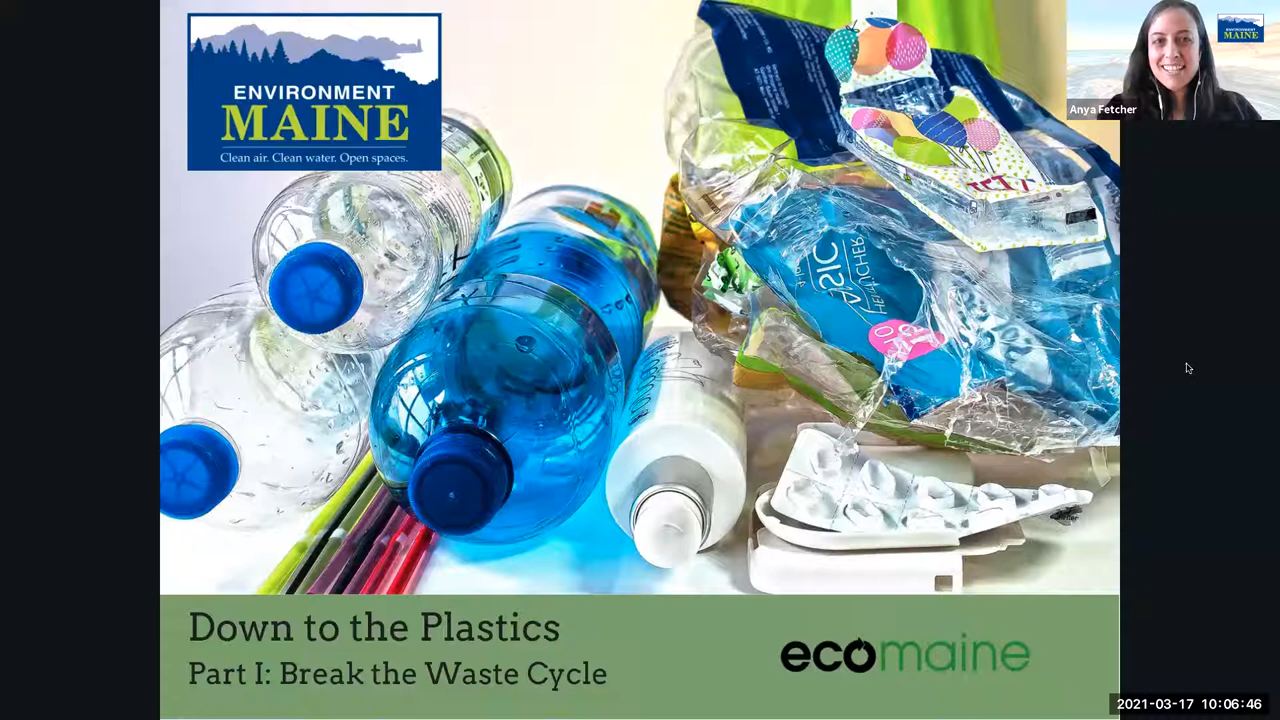 ENVIRONMENT
MAINE
Clean air. Clean water. Open spaces.
ENVIRONMENT
MAINE
Anya Fetcher
Down to the Plastics
Part I: Break the Waste Cycle
ecomaine
2021-03-17 10:06:46